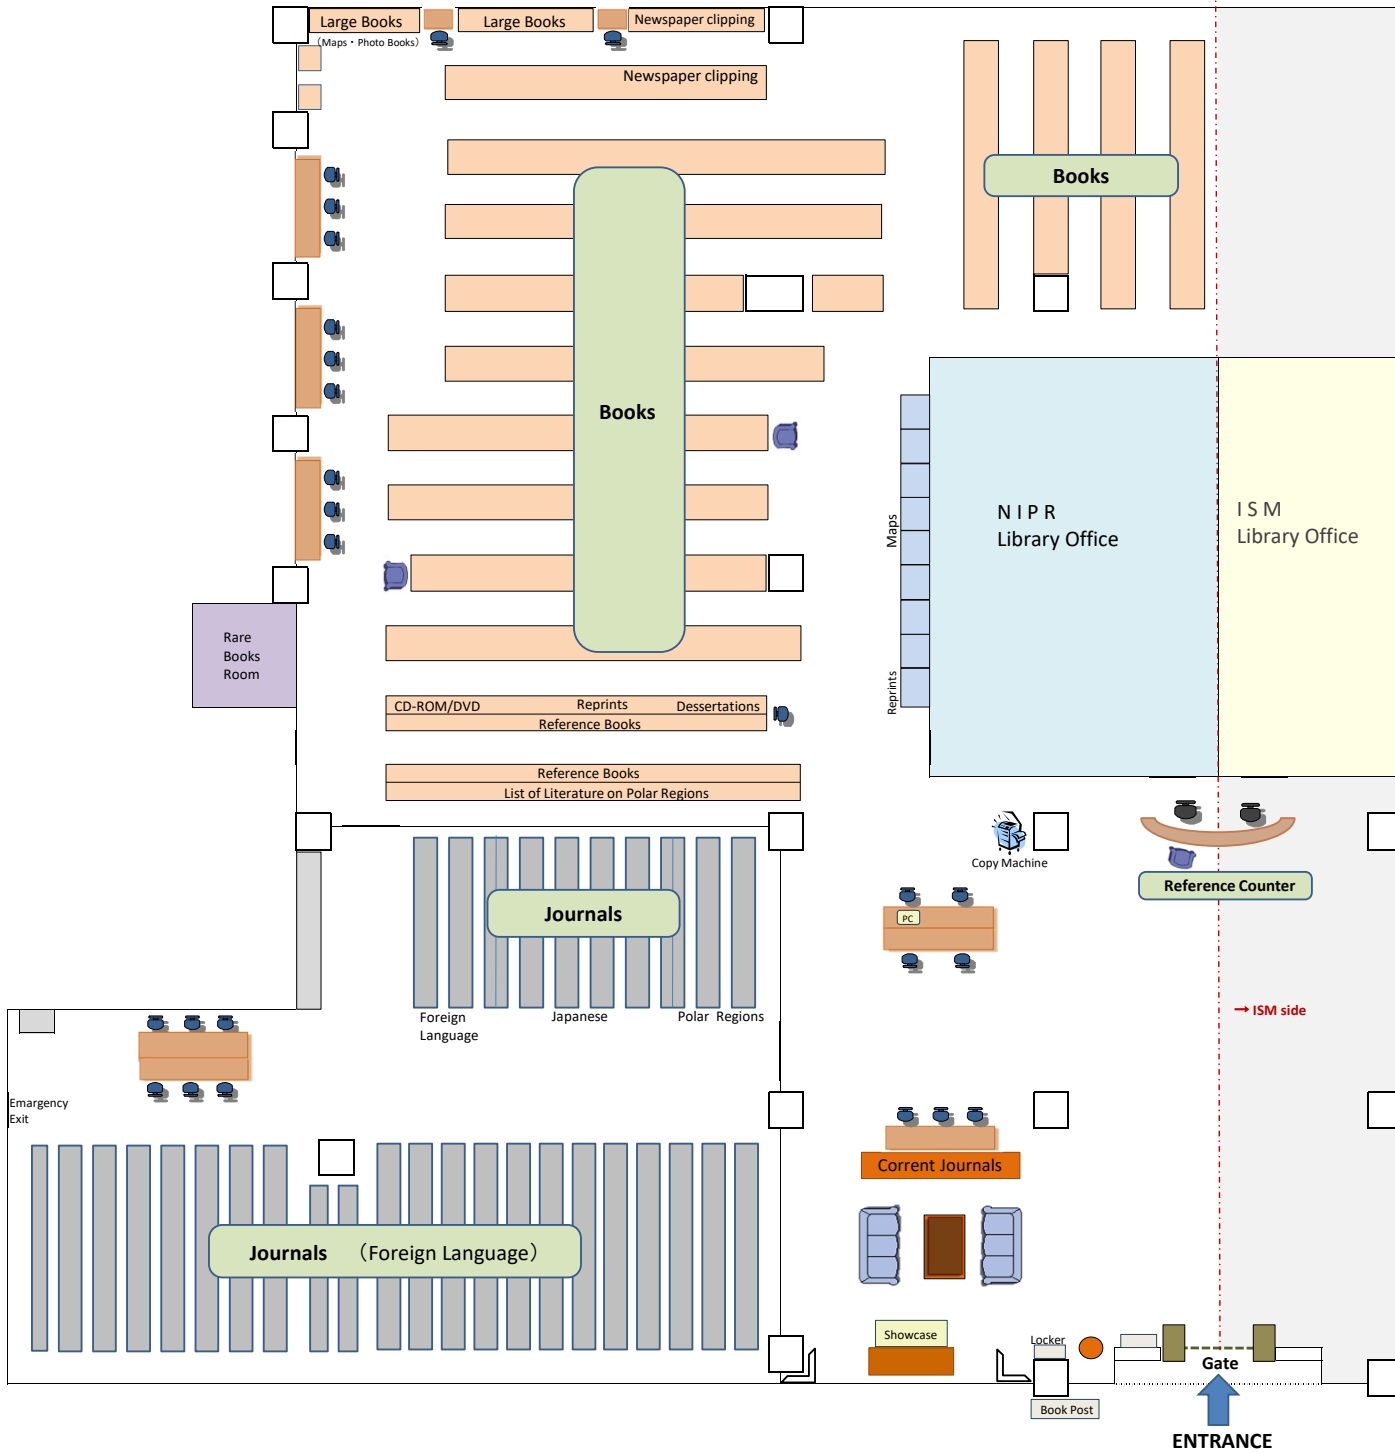 Large Books
Large Books
Newspaper clipping
（Maps・Photo Books）
Newspaper clipping
Books
Books
Maps
N I P R
Library Office
I S M
Library Office
Rare
Books
Room
Reprints
CD-ROM/DVD
Reprints
Dessertations
Reference Books
Reference Books
List of Literature on Polar Regions
Copy Machine
Reference Counter
Journals
PC
Foreign
Language
Japanese
Polar Regions
→ ISM side
Emargency
Exit
Corrent Journals
Journals （Foreign Language）
Showcase
Locker
Gate
Book Post
ENTRANCE